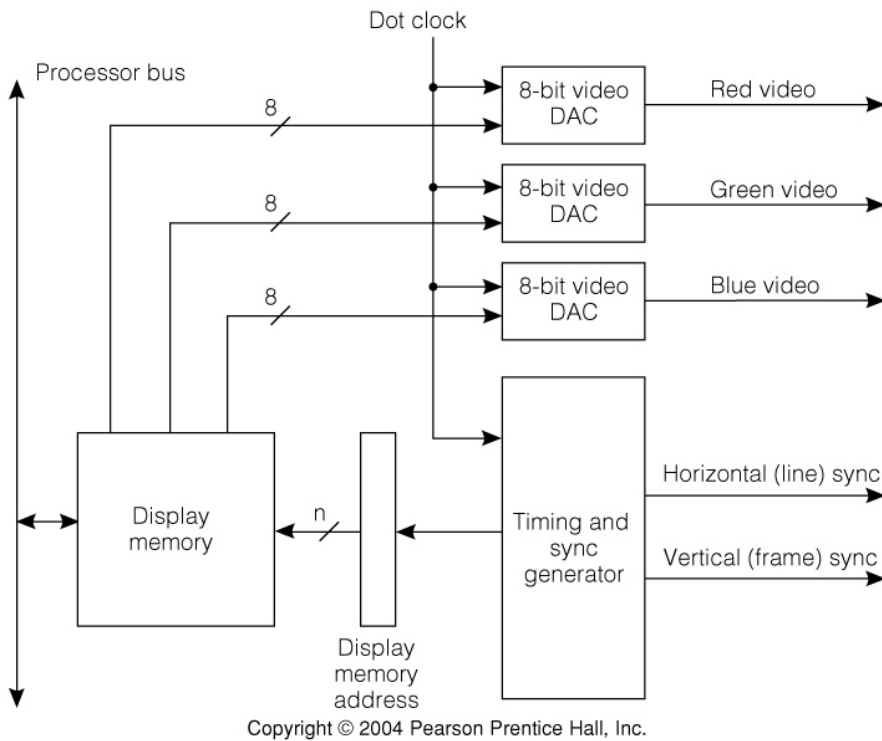 Dot clock
Processor bus
8
8-bit video
DAC
Red video
8
8-bit video
DAC
Green video
8
8-bit video
DAC
Blue video
Display
memory
n
Display
memory
address
Timing and
sync
generator
Horizontal (line) sync
Vertical (frame) sync
Copyright © 2004 Pearson Prentice Hall, Inc.